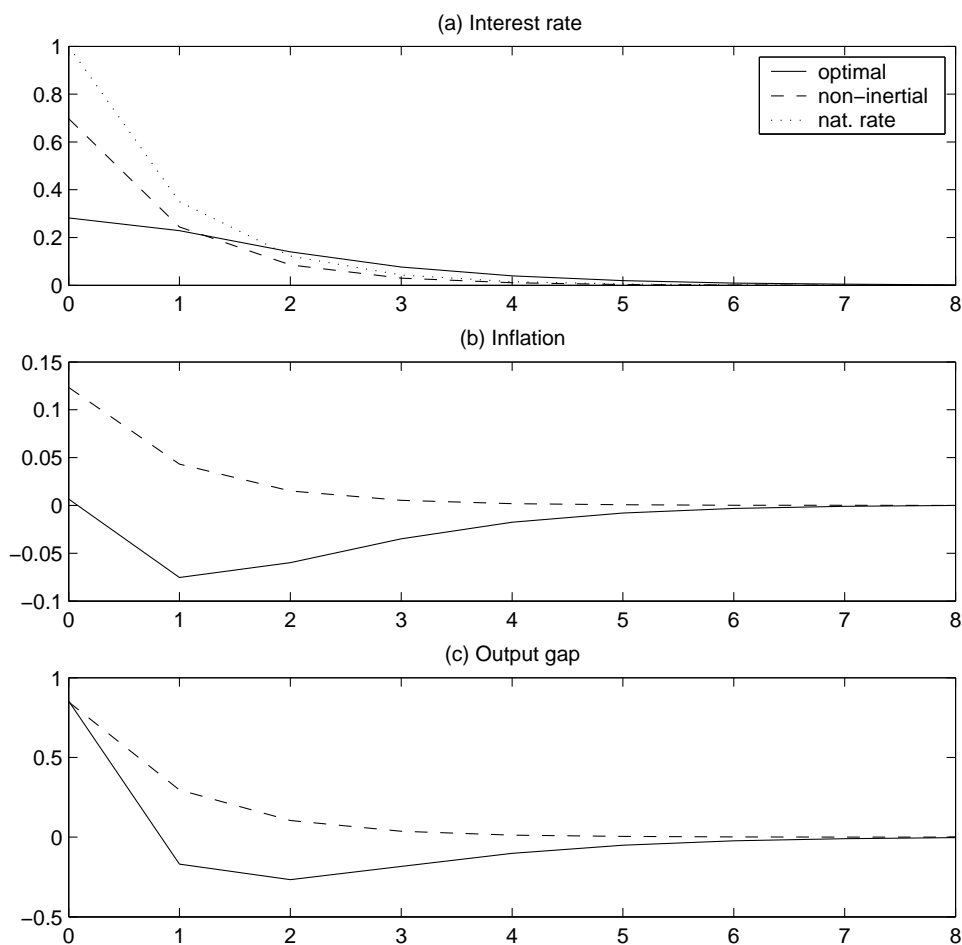 (a) Interest rate
1
0.8
0.6
0.4
0.2
0
optimal
non−inertial
nat. rate
0 1 2 3 4 5 6 7 8
(b) Inflation
0.15
0.1
0.05
0
−0.05
−0.1
0 1 2 3 4 5 6 7 8
(c) Output gap
1
0.5
0
−0.5
0 1 2 3 4 5 6 7 8